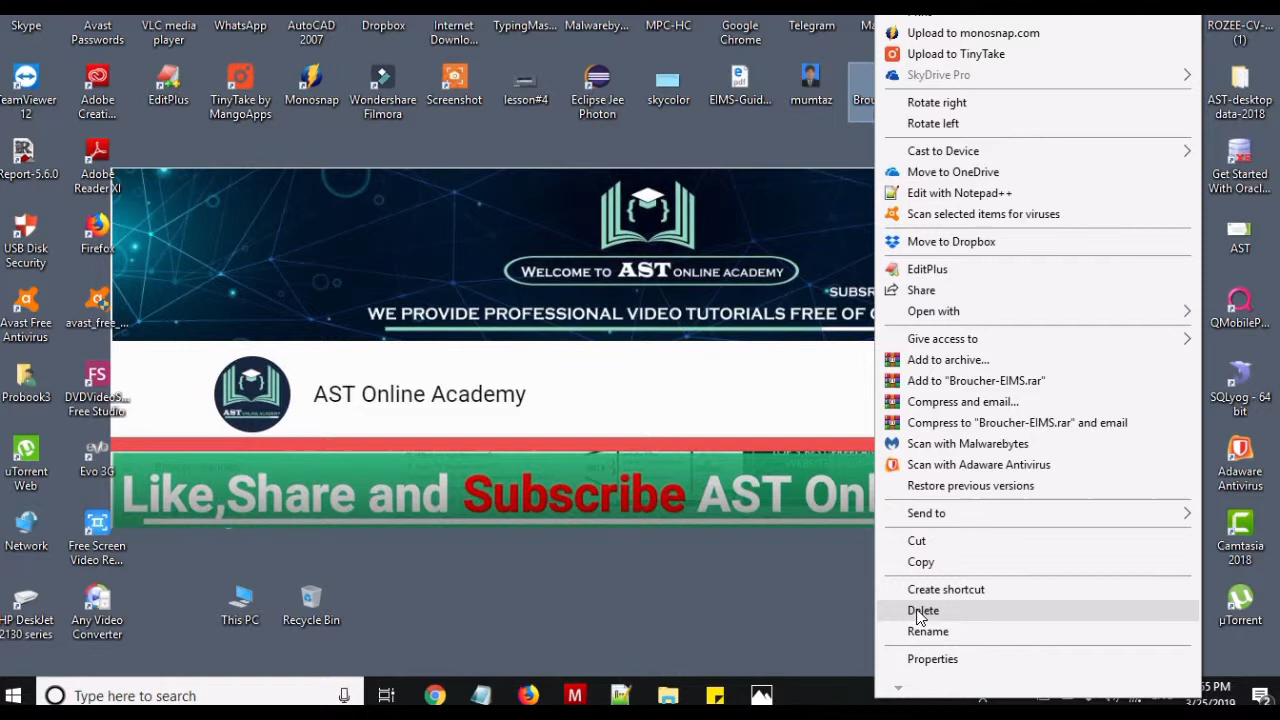 Skype
Avast
Passwords
VLC media
player
WhatsApp
AutoCAD
2007
Dropbox
Internet
Downlo...
TypingMas...
Malwareby...
MPC-HC
Google
Chrome
Telegram
ROZEE-CV-...
(1)
TeamViewer
12
Adobe
Creati...
EditPlus
TinyTake by
MangoApps
Monosnap
Wondershare
Filmora
Screenshot
lesson#4
Eclipse Jee
Photon
skycolor
EIMS-Guid...
mumtaz
Brou
AST-desktop
data-2018
Report-5.6.0
Adobe
Reader XI
Get Started
With Oracl...
USB Disk
Security
Firefox
AST
Avast Free
Antivirus
avast_free_...
QMobileP...
Probook3
DVDVideoS...
Free Studio
SQLyog - 64
bit
uTorrent
Web
Evo 3G
Adaware
Antivirus
Network
Free Screen
Video Re...
Camtasia
2018
HP DeskJet
2130 series
Any Video
Converter
This PC
Recycle Bin
µTorrent
WELCOME TO AST ONLINE ACADEMY
SUBSR
WE PROVIDE PROFESSIONAL VIDEO TUTORIALS FREE OF
AST
AST Online Academy
Like,Share and Subscribe AST Onl
Upload to monosnap.com
Upload to TinyTake
SkyDrive Pro
Rotate right
Rotate left
Cast to Device
Move to OneDrive
Edit with Notepad++
Scan selected items for viruses
Move to Dropbox
EditPlus
Share
Open with
Give access to
Add to archive...
Add to "Broucher-EIMS.rar"
Compress and email...
Compress to "Broucher-EIMS.rar" and email
Scan with Malwarebytes
Scan with Adaware Antivirus
Restore previous versions
Send to
Cut
Copy
Create shortcut
Delete
Rename
Properties
Type here to search
55 PM
3/25/2019